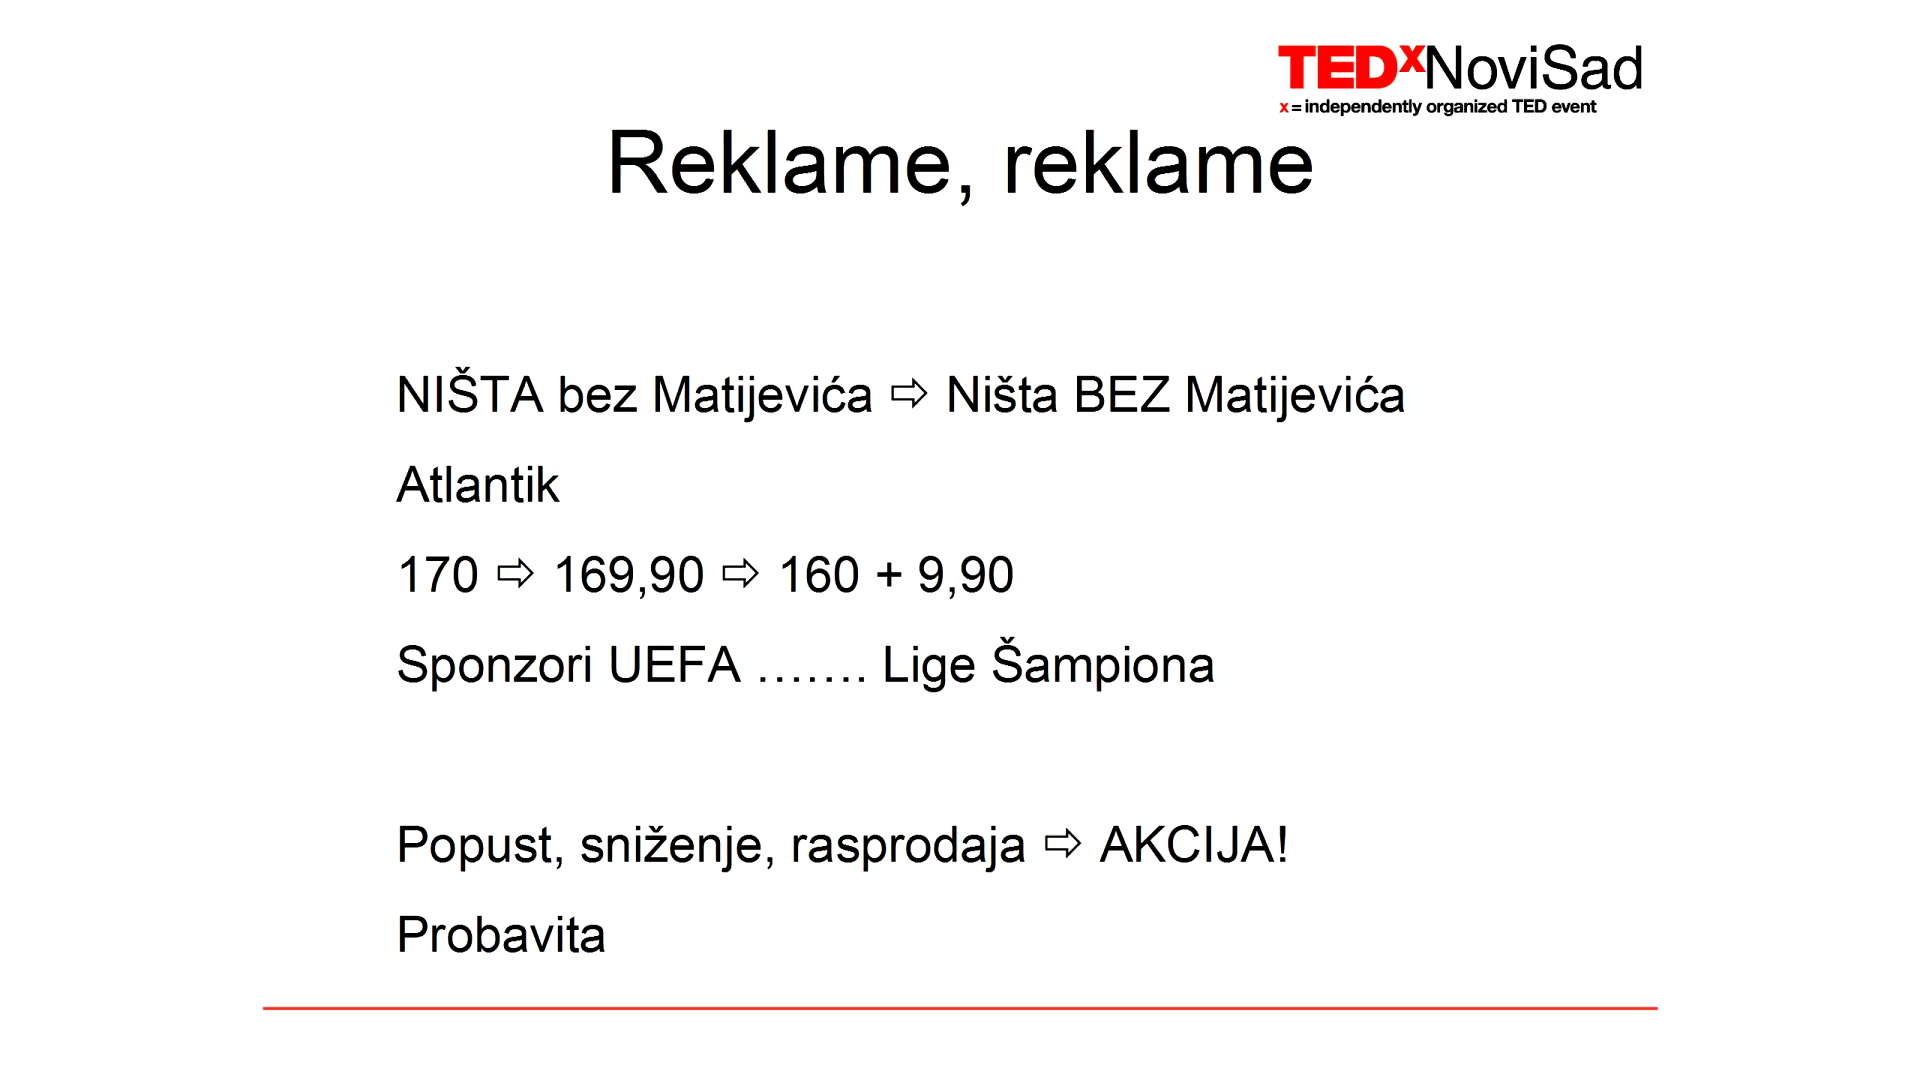 TEDxNoviSad
x = independently organized TED event
Reklame, reklame
NIŠTA bez Matijevića ⇨ Ništa BEZ Matijevića
Atlantik
170 ⇨ 169,90 ⇨ 160 + 9,90
Sponzori UEFA ……. Lige Šampiona
Popust, sniženje, rasprodaja ⇨ AKCIJA!
Probavita